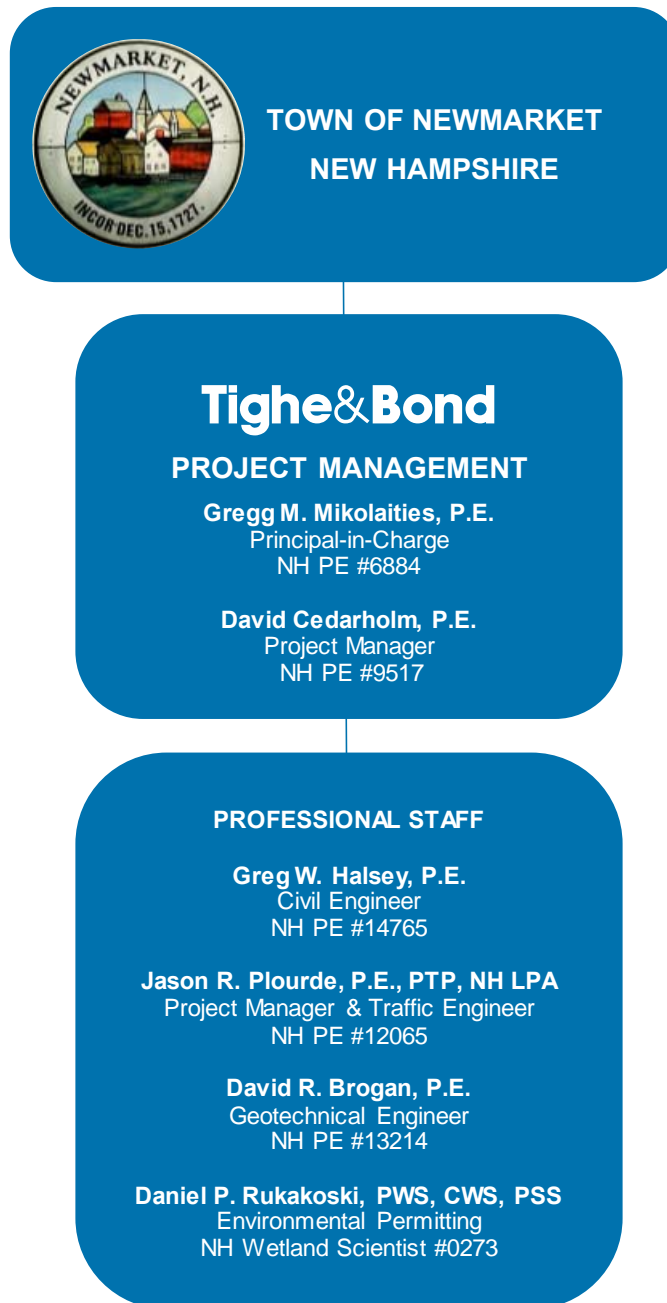 NEWMARKET, N.H.
INCOR DEC. 15, 1727.
TOWN OF NEWMARKET
NEW HAMPSHIRE
Tighe&Bond
PROJECT MANAGEMENT
Gregg M. Mikolaities, P.E.
Principal-in-Charge
NH PE #6884
David Cedarholm, P.E.
Project Manager
NH PE #9517
PROFESSIONAL STAFF
Greg W. Halsey, P.E.
Civil Engineer
NH PE #14765
Jason R. Plourde, P.E., PTP, NH LPA
Project Manager & Traffic Engineer
NH PE #12065
David R. Brogan, P.E.
Geotechnical Engineer
NH PE #13214
Daniel P. Rukakoski, PWS, CWS, PSS
Environmental Permitting
NH Wetland Scientist #0273